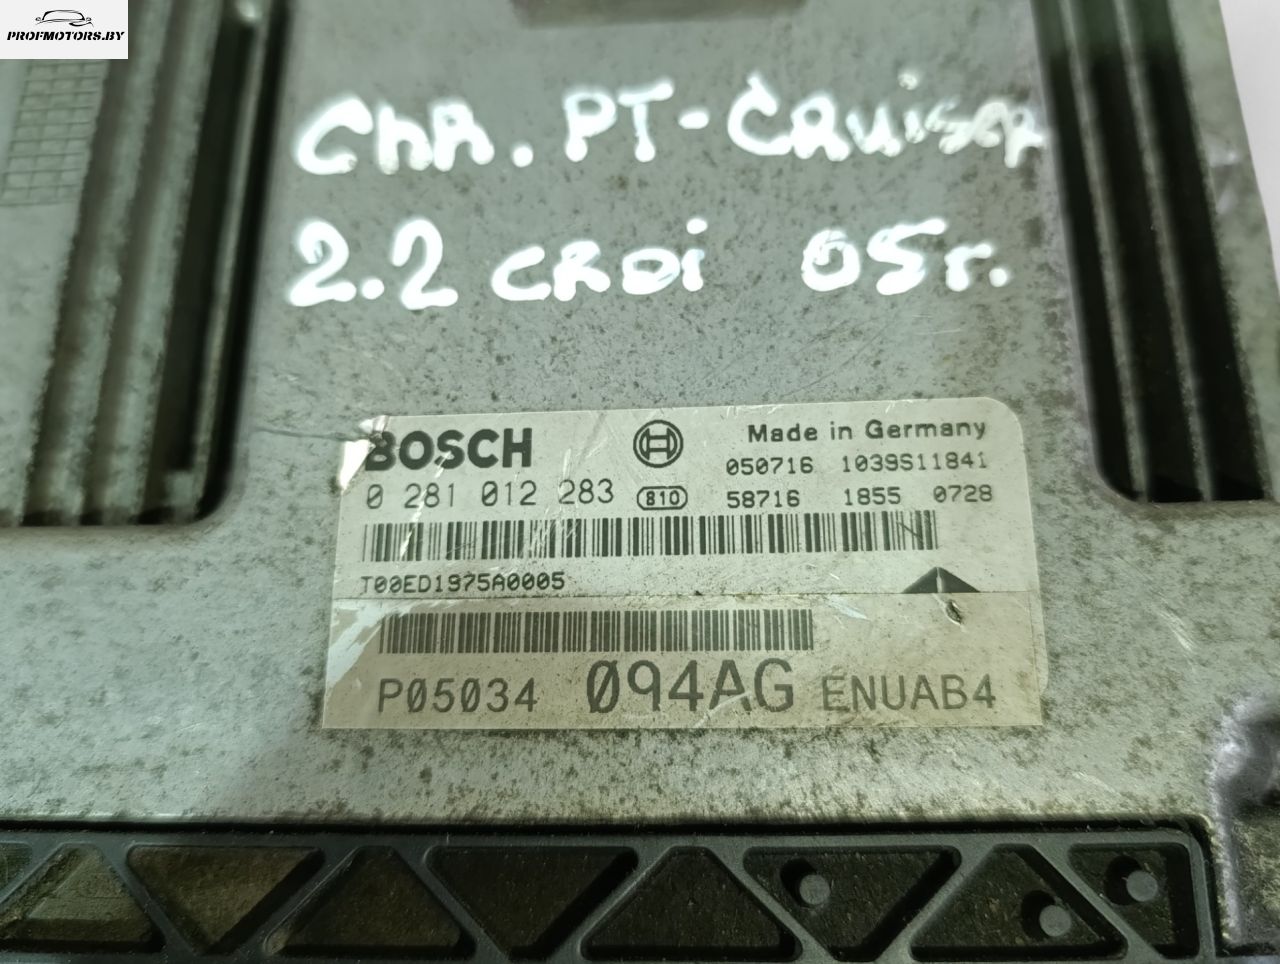 PROFMOTORS.BY
ChR. PT-CRuiseR
2.2 CRDi 05г.
BOSCH Made in Germany
050716 1039S11841
0 281 012 283 810 58716 1855 0728
T00ED1975A0005
P05034 094AG ENUAB4